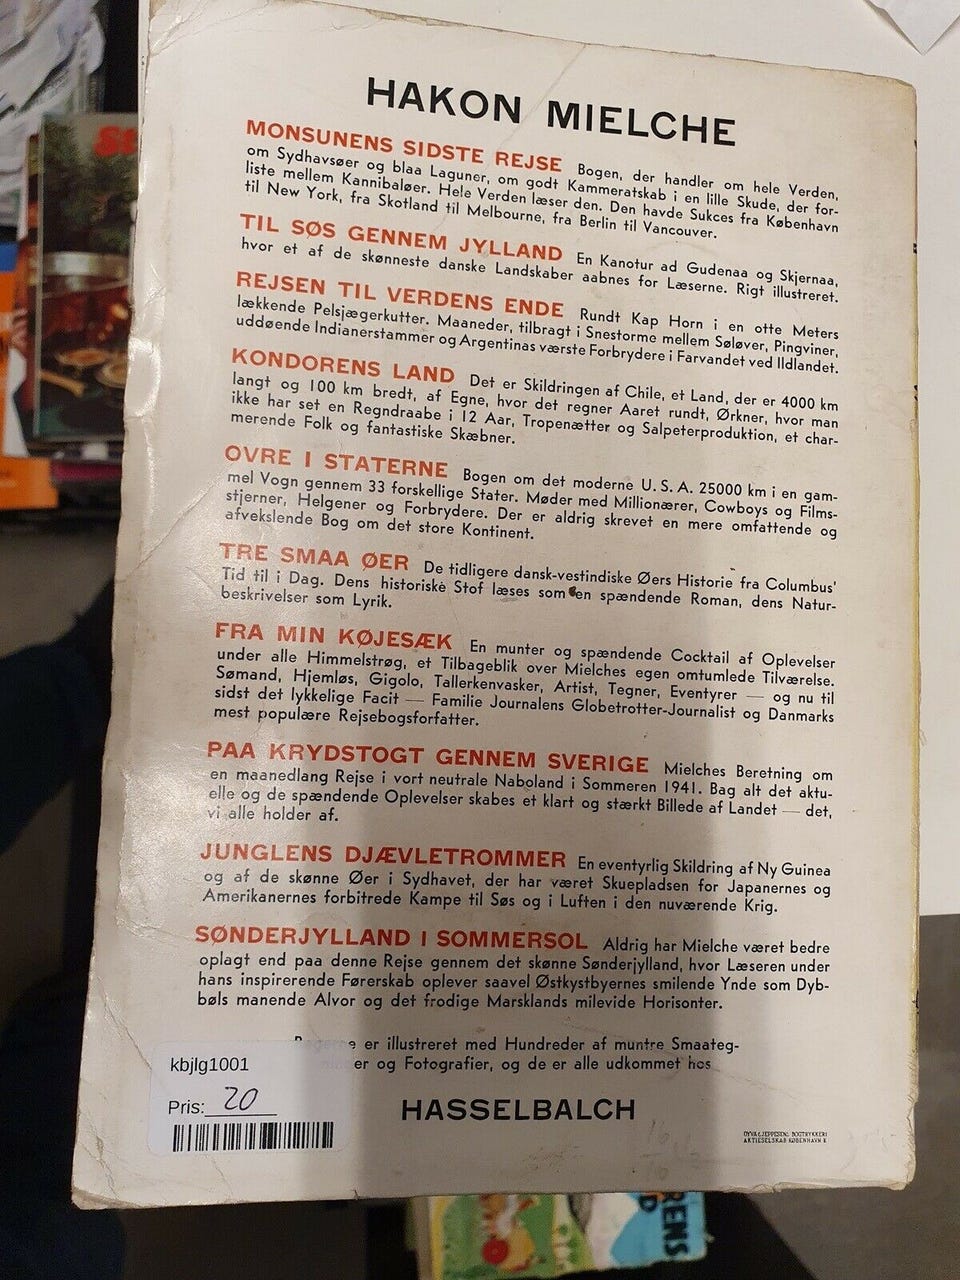 HAKON MIELCHE
MONSUNENS SIDSTE REJSE Bogen, der handler om hele Verden,
om Sydhavsøer og blaa Laguner, om godt Kammeratskab i en lille Skude, der for-
liste mellem Kannibaløer. Hele Verden læser den. Den havde Sukces fra København
til New York, fra Skotland til Melbourne, fra Berlin til Vancouver.
TIL SØS GENNEM JYLLAND En Kanotur ad Gudenaa og Skjernaa,
hvor et af de skønneste danske Landskaber aabnes for Læserne. Rigt illustreret.
REJSEN TIL VERDENS ENDE Rundt Kap Horn i en otte Meters
lækkende Pelsjægerkutter. Maaneder, tilbragt i Snestorme mellem Søløver, Pingviner,
uddøende Indianerstammer og Argentinas værste Forbrydere i Farvandet ved Ildlandet.
KONDORENS LAND Det er Skildringen af Chile, et Land, der er 4000 km
langt og 100 km bredt, af Egne, hvor det regner Aaret rundt, Ørkner, hvor man
ikke har set en Regndraabe i 12 Aar, Tropenætter og Salpeterproduktion, et char-
merende Folk og fantastiske Skæbner.
OVRE I STATERNE Bogen om det moderne U. S. A. 25000 km i en gam-
mel Vogn gennem 33 forskellige Stater. Møder med Millionærer, Cowboys og Films-
stjerner, Helgener og Forbrydere. Der er aldrig skrevet en mere omfattende og
afvekslende Bog om det store Kontinent.
TRE SMAA ØER De tidligere dansk-vestindiske Øers Historie fra Columbus'
Tid til i Dag. Dens historiske Stof læses som en spændende Roman, dens Natur-
beskrivelser som Lyrik.
FRA MIN KØJESÆK En munter og spændende Cocktail af Oplevelser
under alle Himmelstrøg, et Tilbageblik over Mielches egen omtumlede Tilværelse.
Sømand, Hjemløs, Gigolo, Tallerkenvasker, Artist, Tegner, Eventyrer — og nu til
sidst det lykkelige Facit — Familie Journalens Globetrotter-Journalist og Danmarks
mest populære Rejsebogsforfatter.
PAA KRYDSTOGT GENNEM SVERIGE Mielches Beretning om
en maanedlang Rejse i vort neutrale Naboland i Sommeren 1941. Bag alt det aktu-
elle og de spændende Oplevelser skabes et klart og stærkt Billede af Landet — det,
vi alle holder af.
JUNGLENS DJÆVLETROMMER En eventyrlig Skildring af Ny Guinea
og af de skønne Øer i Sydhavet, der har været Skuepladsen for Japanernes og
Amerikanernes forbitrede Kampe til Søs og i Luften i den nuværende Krig.
SØNDERJYLLAND I SOMMERSOL Aldrig har Mielche været bedre
oplagt end paa denne Rejse gennem det skønne Sønderjylland, hvor Læseren under
hans inspirerende Førerskab oplever saavel Østkystbyernes smilende Ynde som Dyb-
bøls manende Alvor og det frodige Marsklands milevide Horisonter.
er illustreret med Hundreder af muntre Smaateg-
og Fotografier, og de er alle udkommet hos
HASSELBALCH
kbjlg1001
Pris: 20
DYVA & JEPPESENS BOGTRYKKERI
AKTIESELSKAB KØBENHAVN K